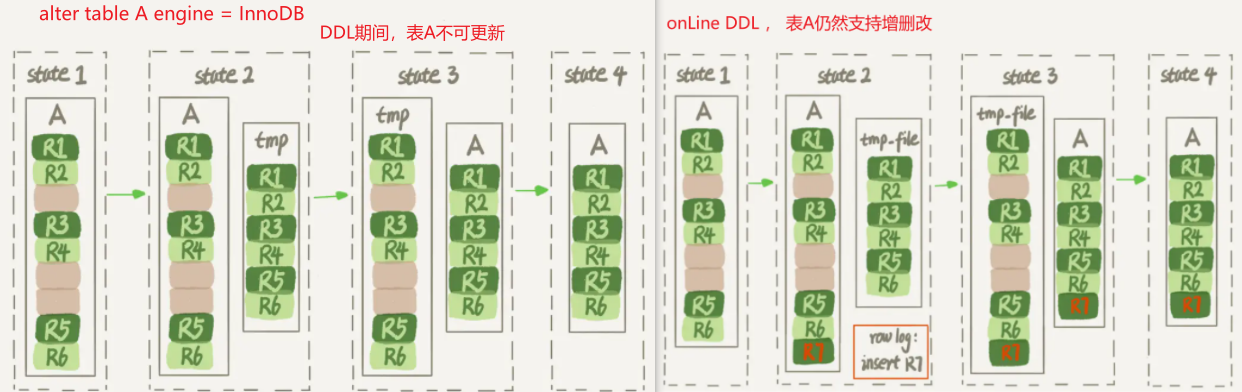 alter table A engine = InnoDB
DDL期间，表A不可更新
state 1
A
R1
R2
R3
R4
R5
R6
state 2
A
R1
R2
R3
R4
R5
R6
tmp
R1
R2
R3
R4
R5
R6
state 3
tmp
R1
R2
R3
R4
R5
R6
A
R1
R2
R3
R4
R5
R6
state 4
A
R1
R2
R3
R4
R5
R6
onLine DDL ， 表A仍然支持增删改
state 1
A
R1
R2
R3
R4
R5
R6
state 2
A
R1
R2
R3
R4
R5
R6
R7
tmp_file
R1
R2
R3
R4
R5
R6
row log:
insert R7
state 3
tmp_file
R1
R2
R3
R4
R5
R6
R7
A
R1
R2
R3
R4
R5
R6
R7
state 4
A
R1
R2
R3
R4
R5
R6
R7